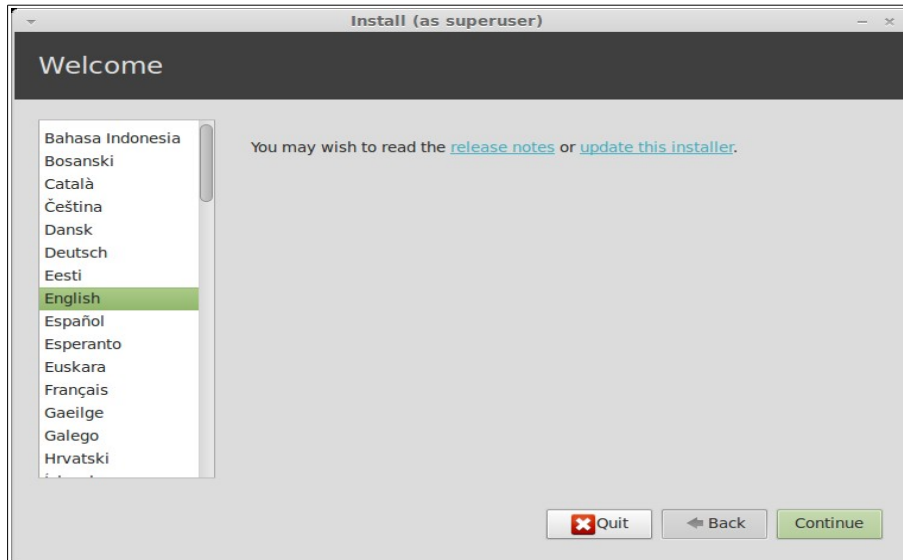 Install (as superuser)
Welcome
Bahasa Indonesia
Bosanski
Català
Čeština
Dansk
Deutsch
Eesti
English
Español
Esperanto
Euskara
Français
Gaeilge
Galego
Hrvatski
You may wish to read the release notes or update this installer.
Quit
Back
Continue